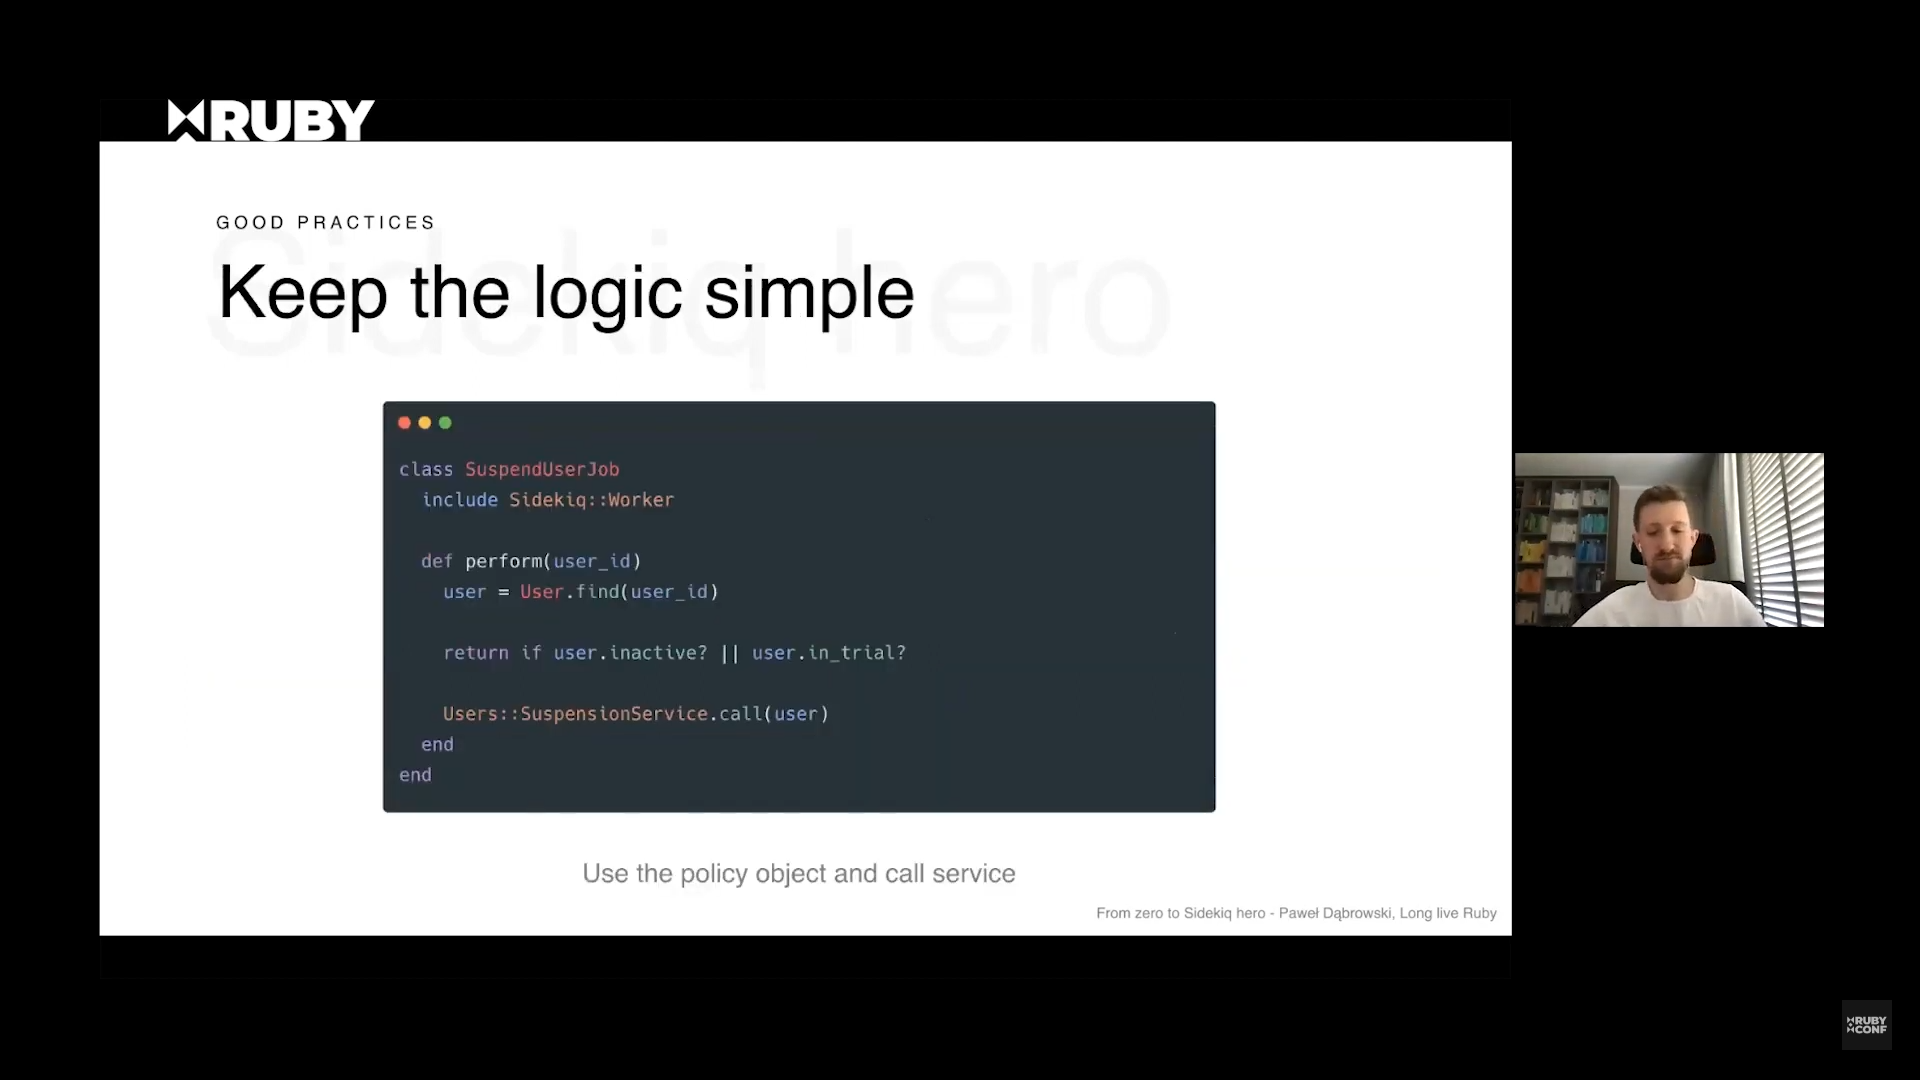 RUBY
GOOD PRACTICES
Sidekiq hero
Keep the logic simple
class SuspendUserJob
include Sidekiq::Worker
def perform(user_id)
user = User.find(user_id)
return if user.inactive? || user.in_trial?
Users::SuspensionService.call(user)
end
end
Use the policy object and call service
From zero to Sidekiq hero - Paweł Dąbrowski, Long live Ruby
RUBY
CONF